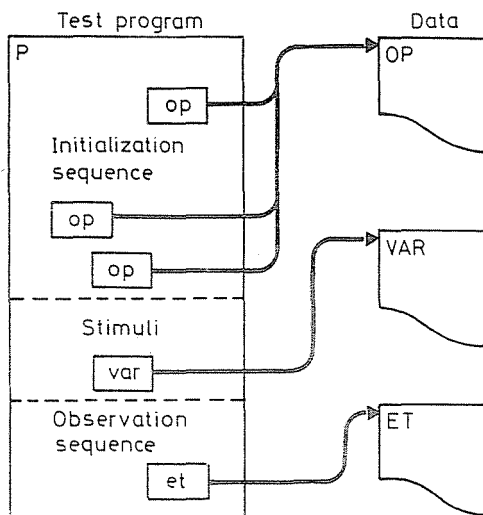 Test program
Data
P
OP
op
Initialization
sequence
op
op
VAR
Stimuli
var
Observation
sequence
ET
et